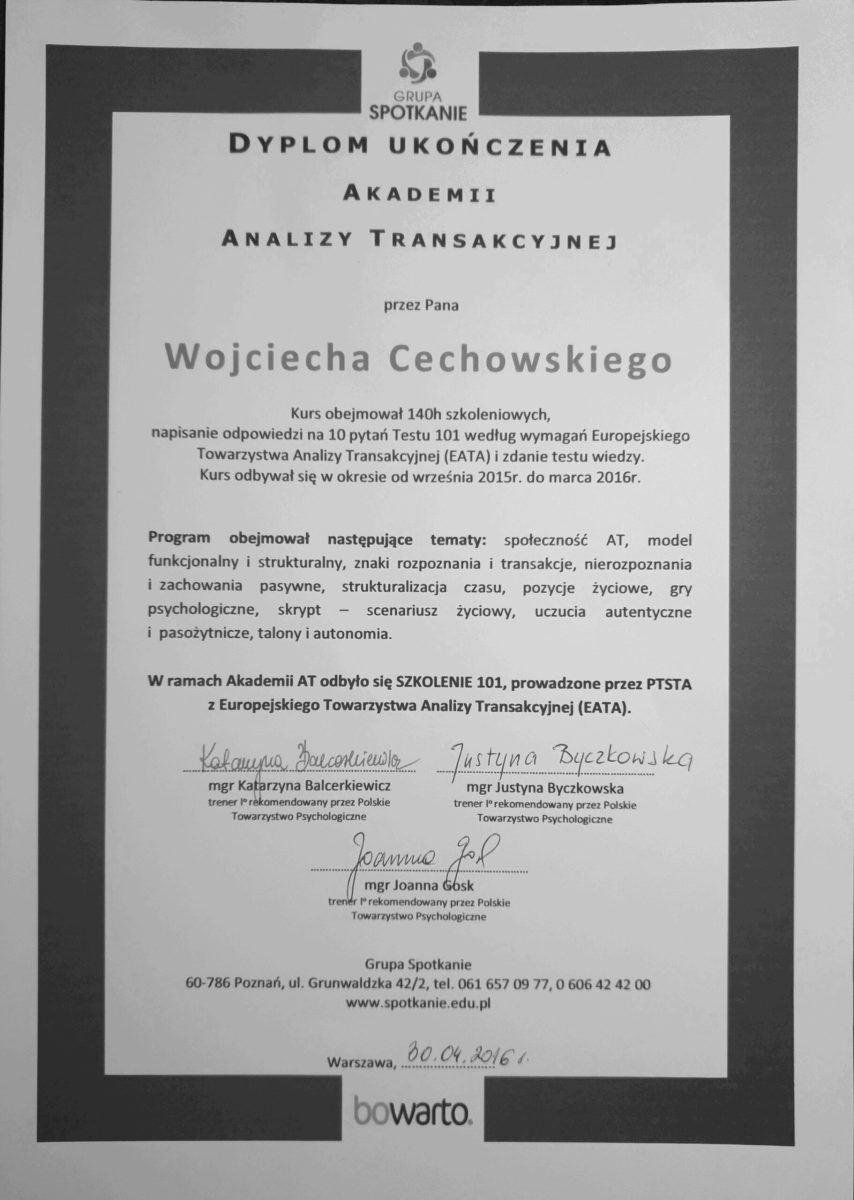 GRUPA
SPOTKANIE
DYPLOM UKOŃCZENIA
AKADEMII
ANALIZY TRANSAKCYJNEJ
przez Pana
Wojciecha Cechowskiego
Kurs obejmował 140h szkoleniowych,
napisanie odpowiedzi na 10 pytań Testu 101 według wymagań Europejskiego
Towarzystwa Analizy Transakcyjnej (EATA) i zdanie testu wiedzy.
Kurs odbywał się w okresie od września 2015r. do marca 2016r.
Program obejmował następujące tematy: społeczność AT, model
funkcjonalny i strukturalny, znaki rozpoznania i transakcje, nierozpoznania
i zachowania pasywne, strukturalizacja czasu, pozycje życiowe, gry
psychologiczne, skrypt – scenariusz życiowy, uczucia autentyczne
i pasożytnicze, talony i autonomia.
W ramach Akademii AT odbyło się SZKOLENIE 101, prowadzone przez PTSTA
z Europejskiego Towarzystwa Analizy Transakcyjnej (EATA).
Katarzyna Balcerkiewicz Justyna Byczkowska
mgr Katarzyna Balcerkiewicz mgr Justyna Byczkowska
trener Iº rekomendowany przez Polskie trener Iº rekomendowany przez Polskie
Towarzystwo Psychologiczne Towarzystwo Psychologiczne
Joanna Gosk
mgr Joanna Gosk
trener Iº rekomendowany przez Polskie
Towarzystwo Psychologiczne
Grupa Spotkanie
60-786 Poznań, ul. Grunwaldzka 42/2, tel. 061 657 09 77, 0 606 42 42 00
www.spotkanie.edu.pl
Warszawa, 30.04.2016 r.
bowarto.